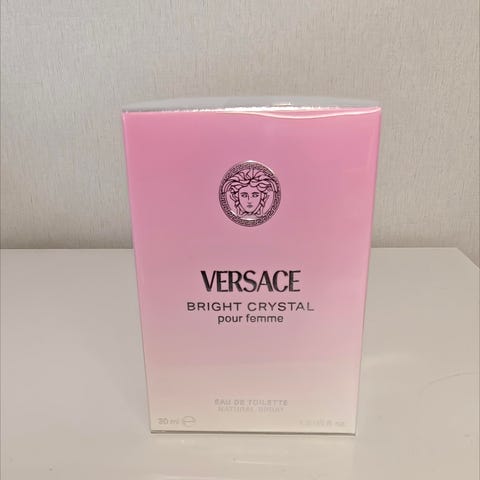 VERSACE
BRIGHT CRYSTAL
pour femme
EAU DE TOILETTE
NATURAL SPRAY
30 ml e